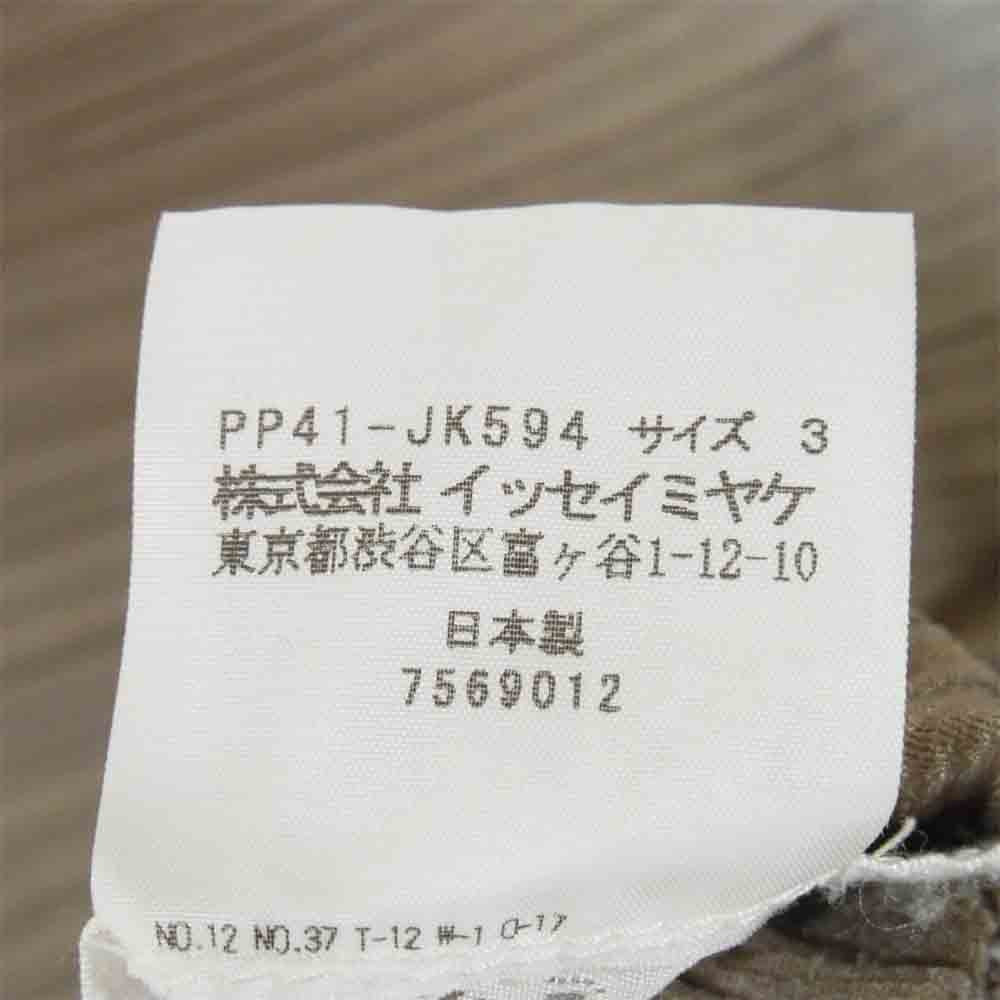 PP41-JK594 サイズ 3
株式会社 イッセイミヤケ
東京都渋谷区富ヶ谷1-12-10
日本製
7569012
NO.12 NO.37 T-12 W-1